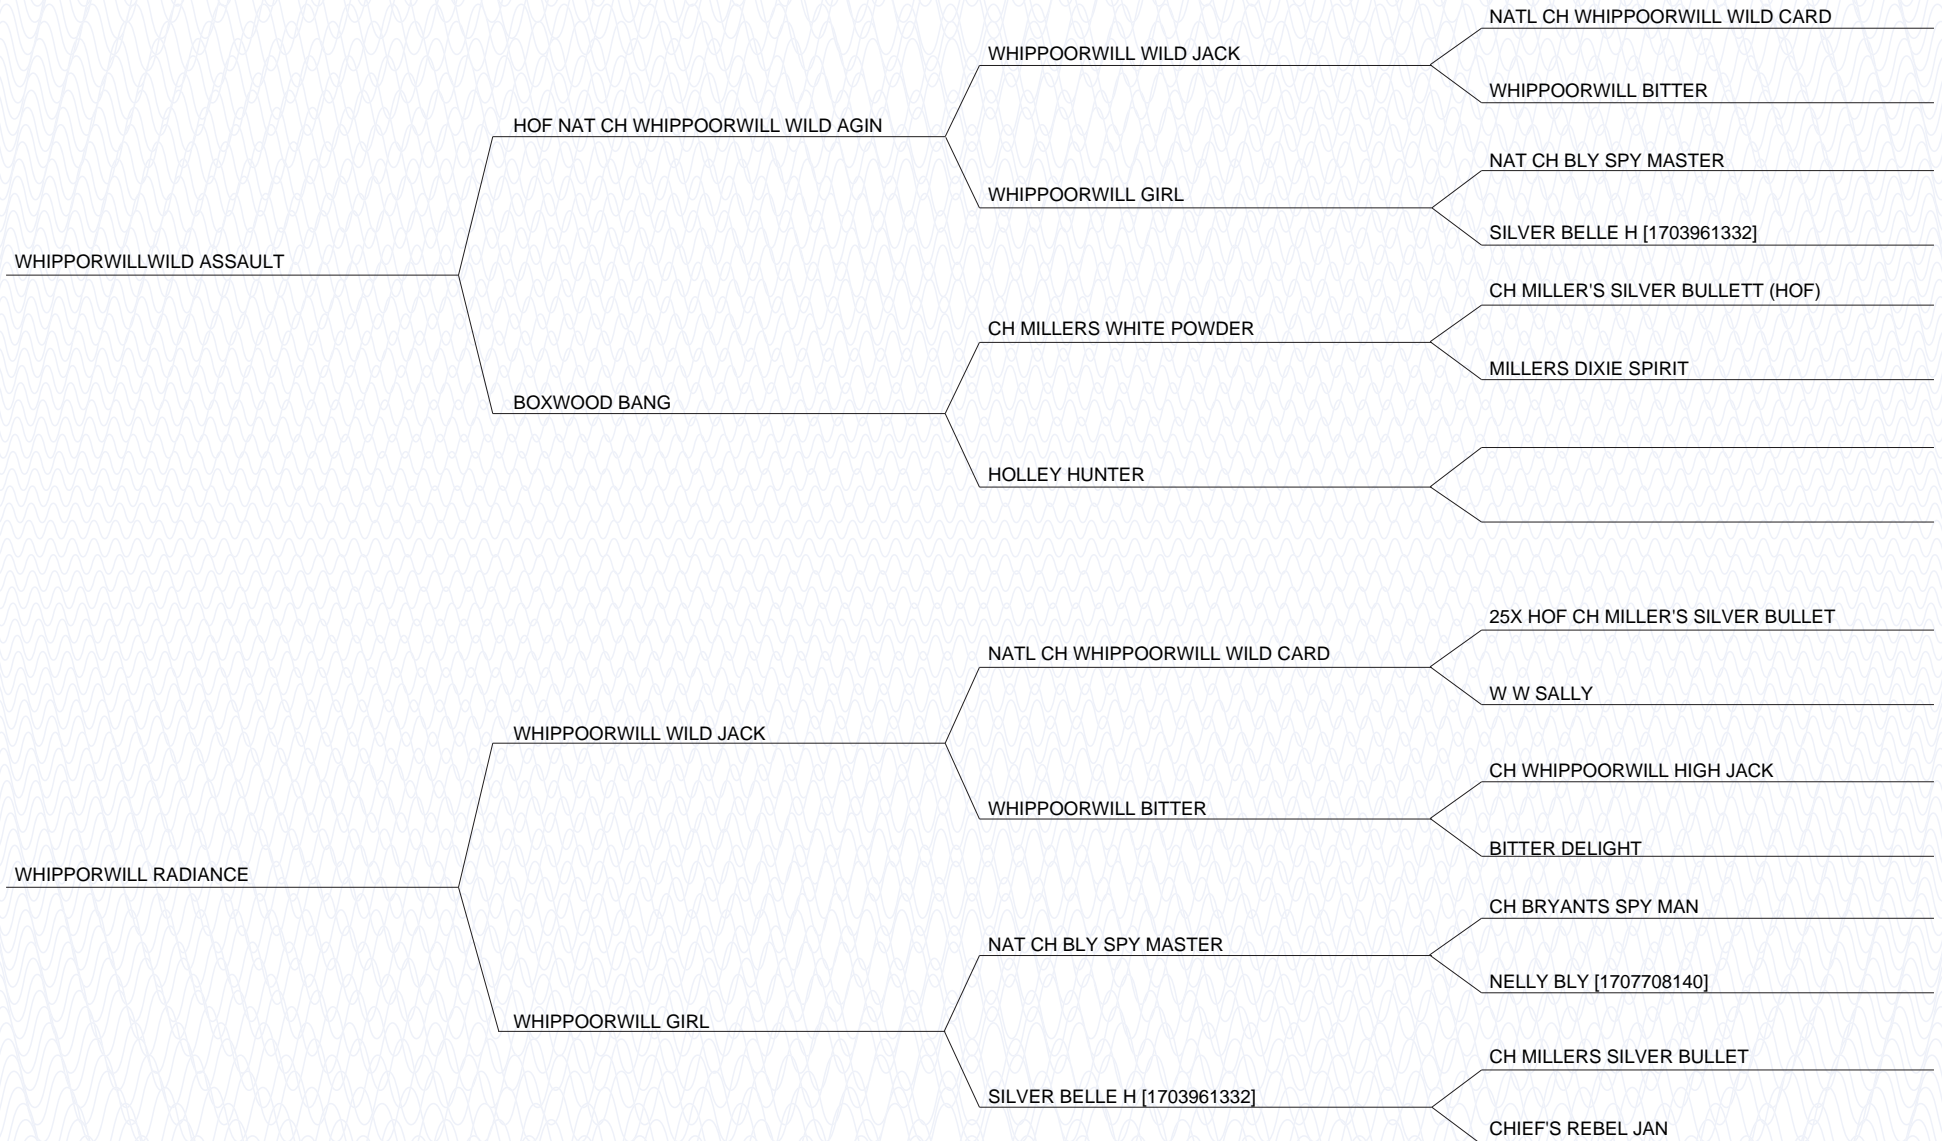 NATL CH WHIPPOORWILL WILD CARD
WHIPPOORWILL WILD JACK
WHIPPOORWILL BITTER
HOF NAT CH WHIPPOORWILL WILD AGIN
NAT CH BLY SPY MASTER
WHIPPOORWILL GIRL
SILVER BELLE H [1703961332]
WHIPPORWILLWILD ASSAULT
CH MILLER'S SILVER BULLETT (HOF)
CH MILLERS WHITE POWDER
MILLERS DIXIE SPIRIT
BOXWOOD BANG
HOLLEY HUNTER
25X HOF CH MILLER'S SILVER BULLET
NATL CH WHIPPOORWILL WILD CARD
W W SALLY
WHIPPOORWILL WILD JACK
CH WHIPPOORWILL HIGH JACK
WHIPPOORWILL BITTER
BITTER DELIGHT
WHIPPORWILL RADIANCE
CH BRYANTS SPY MAN
NAT CH BLY SPY MASTER
NELLY BLY [1707708140]
WHIPPOORWILL GIRL
CH MILLERS SILVER BULLET
SILVER BELLE H [1703961332]
CHIEF'S REBEL JAN